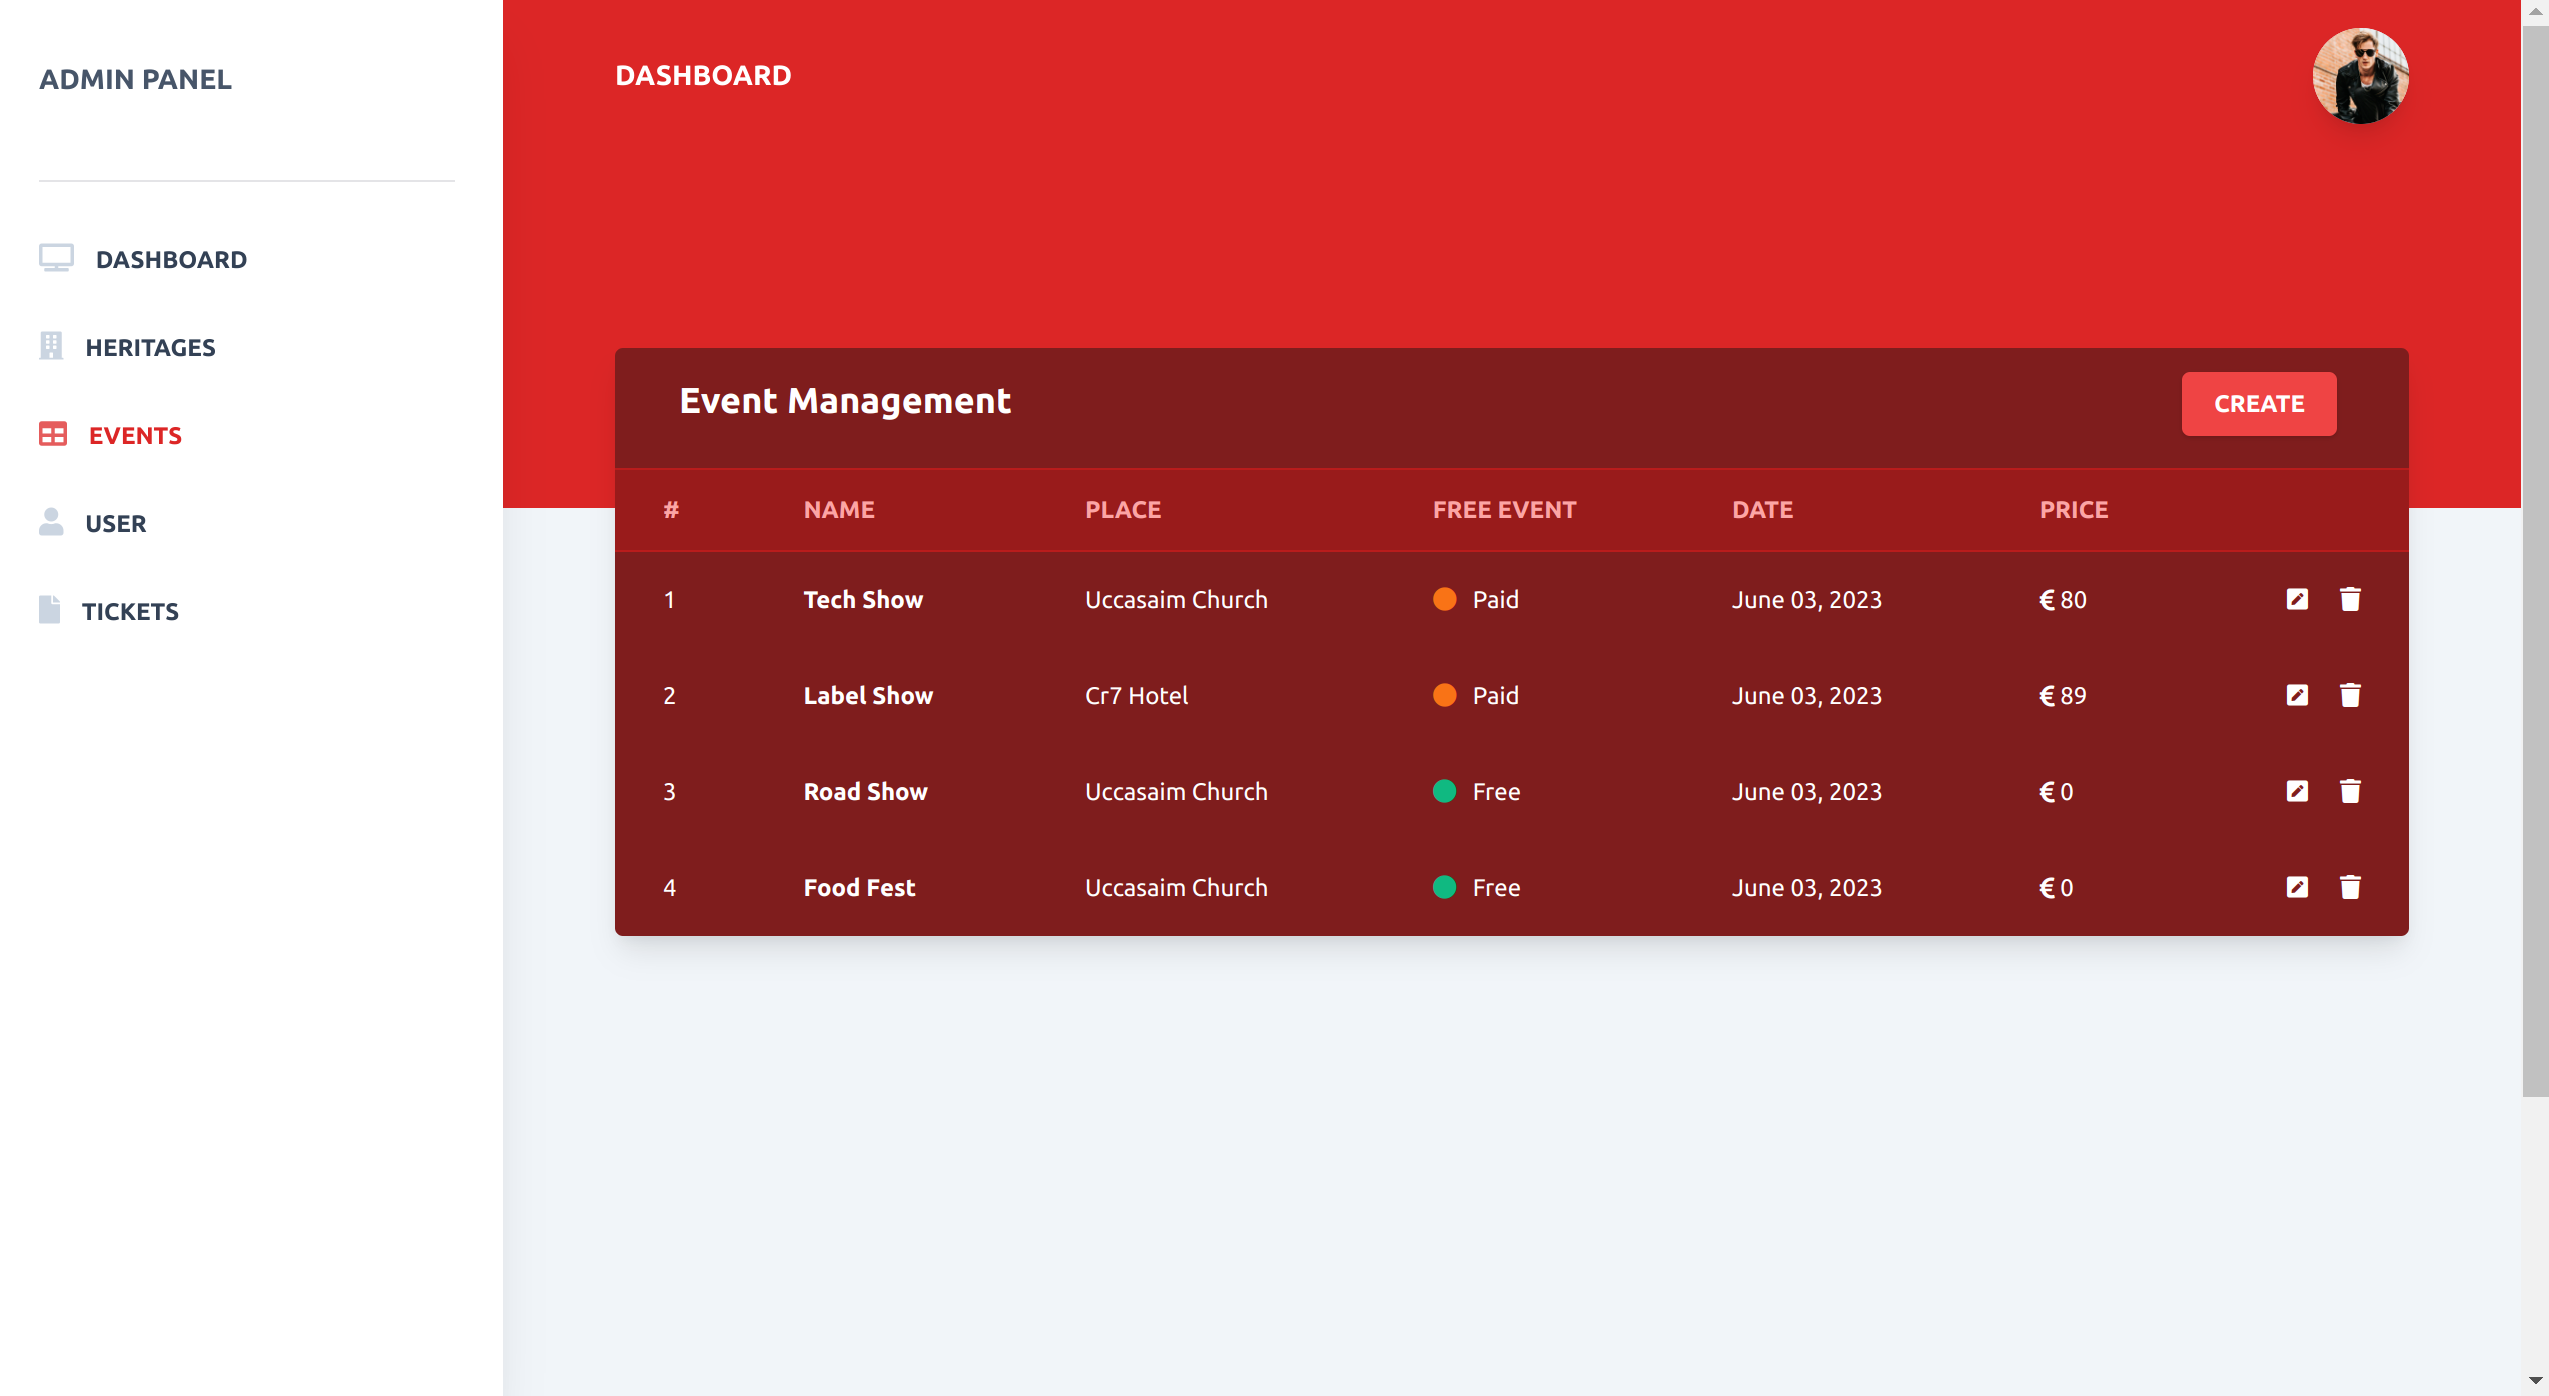 ADMIN PANEL
DASHBOARD
HERITAGES
EVENTS
USER
TICKETS
DASHBOARD
Event Management
CREATE
# NAME PLACE FREE EVENT DATE PRICE
1 Tech Show Uccasaim Church Paid June 03, 2023 € 80
2 Label Show Cr7 Hotel Paid June 03, 2023 € 89
3 Road Show Uccasaim Church Free June 03, 2023 € 0
4 Food Fest Uccasaim Church Free June 03, 2023 € 0